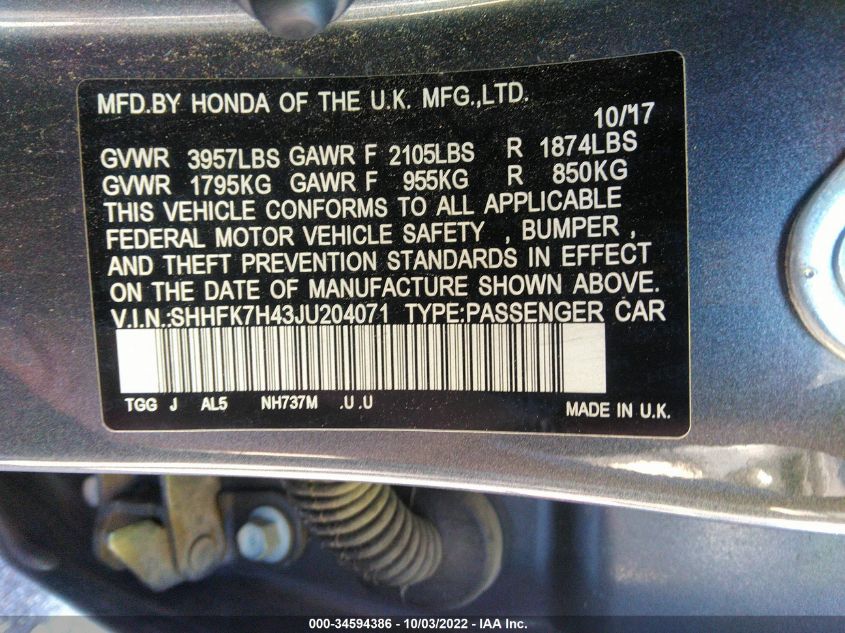 MFD.BY HONDA OF THE U.K. MFG.,LTD.
10/17
GVWR 3957LBS GAWR F 2105LBS R 1874LBS
GVWR 1795KG GAWR F 955KG R 850KG
THIS VEHICLE CONFORMS TO ALL APPLICABLE
FEDERAL MOTOR VEHICLE SAFETY , BUMPER ,
AND THEFT PREVENTION STANDARDS IN EFFECT
ON THE DATE OF MANUFACTURE SHOWN ABOVE.
V.I.N.:SHHFK7H43JU204071 TYPE:PASSENGER CAR
TGG J AL5 NH737M .U .U
MADE IN U.K.
000-34594386 - 10/03/2022 - IAA Inc.